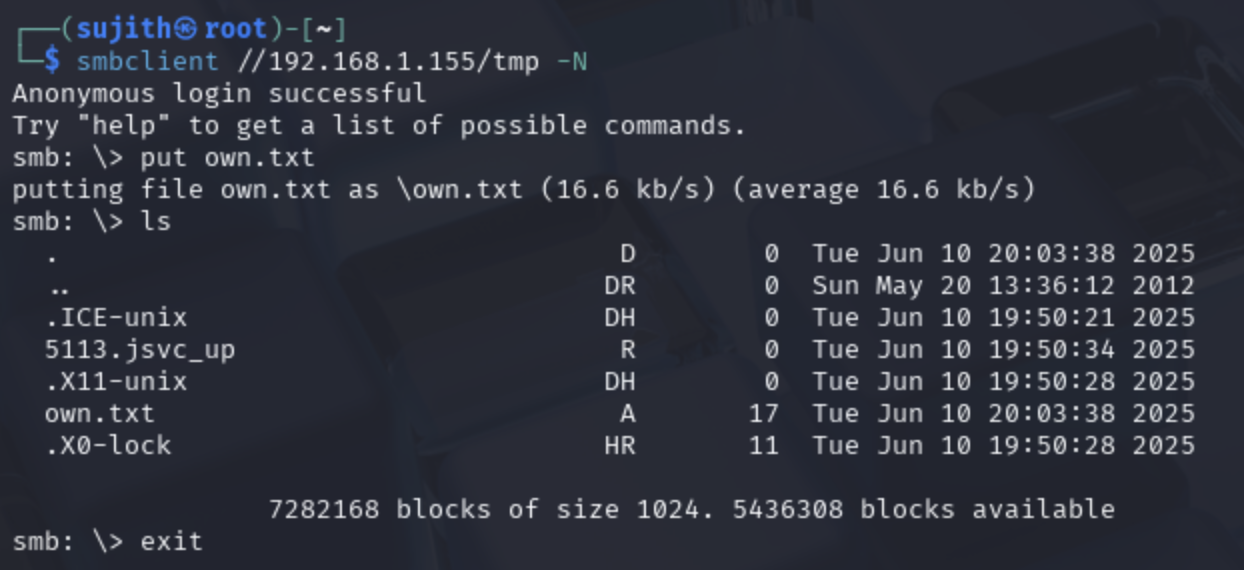 ┌──(sujith㉿root)-[~]
└─$ smbclient //192.168.1.155/tmp -N
Anonymous login successful
Try "help" to get a list of possible commands.
smb: \> put own.txt
putting file own.txt as \own.txt (16.6 kb/s) (average 16.6 kb/s)
smb: \> ls
  .                                   D        0  Tue Jun 10 20:03:38 2025
  ..                                 DR        0  Sun May 20 13:36:12 2012
  .ICE-unix                          DH        0  Tue Jun 10 19:50:21 2025
  5113.jsvc_up                        R        0  Tue Jun 10 19:50:34 2025
  .X11-unix                          DH        0  Tue Jun 10 19:50:28 2025
  own.txt                             A       17  Tue Jun 10 20:03:38 2025
  .X0-lock                           HR       11  Tue Jun 10 19:50:28 2025
                7282168 blocks of size 1024. 5436308 blocks available
smb: \> exit